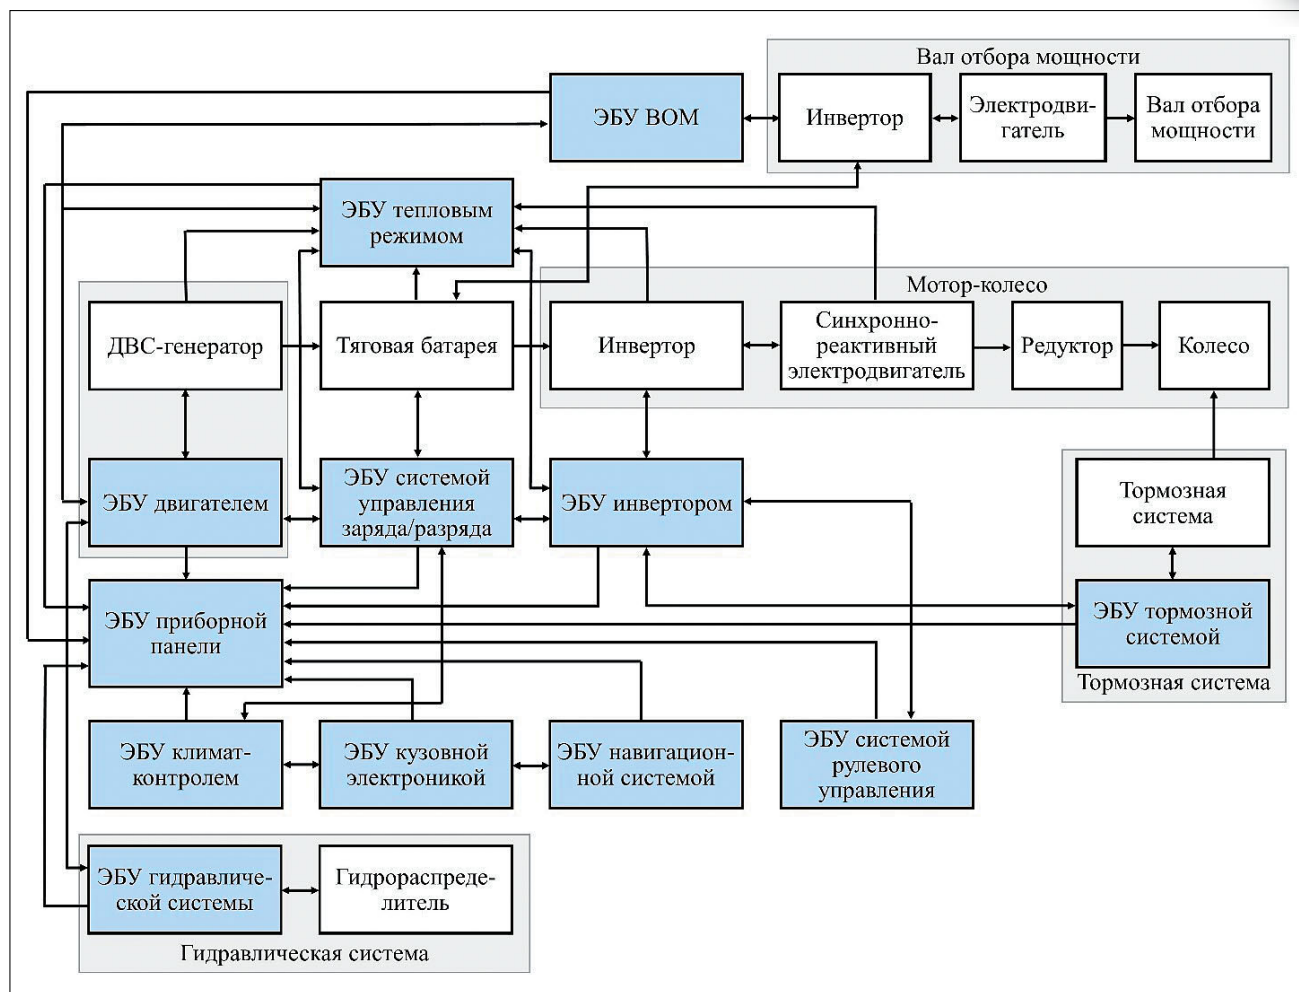 Вал отбора мощности
ЭБУ ВОМ
Инвертор
Электродви-
гатель
Вал отбора
мощности
ЭБУ тепловым
режимом
Мотор-колесо
ДВС-генератор
Тяговая батарея
Инвертор
Синхронно-
реактивный
электродвигатель
Редуктор
Колесо
ЭБУ двигателем
ЭБУ системой
управления
заряда/разряда
ЭБУ инвертором
Тормозная
система
ЭБУ приборной
панели
ЭБУ тормозной
системой
Тормозная система
ЭБУ климат-
контролем
ЭБУ кузовной
электроникой
ЭБУ навигацион-
ной системой
ЭБУ системой
рулевого
управления
ЭБУ гидравличе-
ской системы
Гидрораспреде-
литель
Гидравлическая система